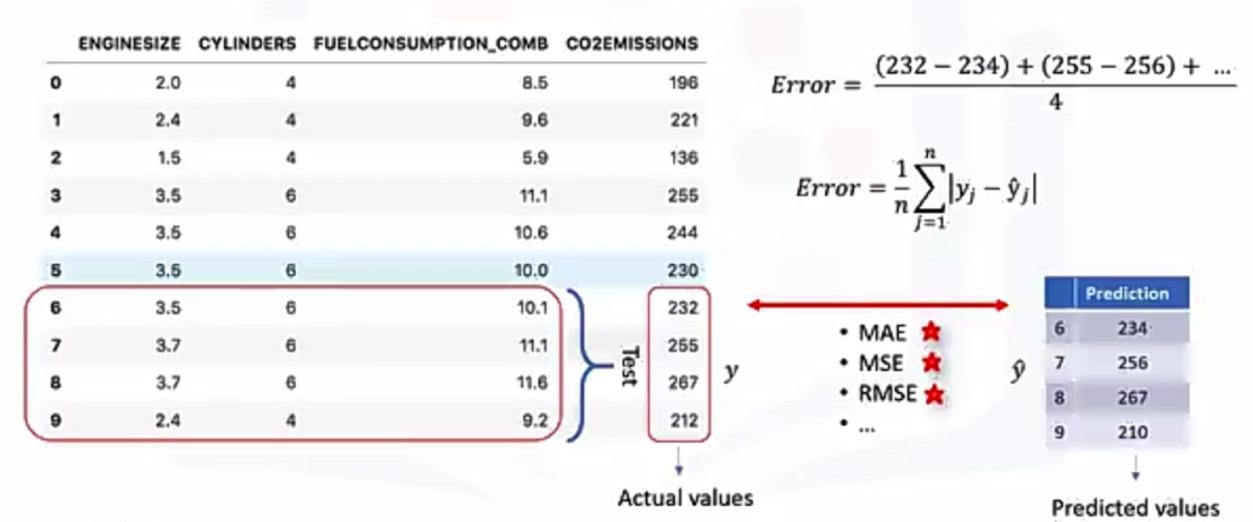 ENGINESIZE CYLINDERS FUELCONSUMPTION_COMB CO2EMISSIONS
0 2.0 4 8.5 196
1 2.4 4 9.6 221
2 1.5 4 5.9 136
3 3.5 6 11.1 255
4 3.5 6 10.6 244
5 3.5 6 10.0 230
6 3.5 6 10.1 232
7 3.7 6 11.1 255
8 3.7 6 11.6 267
9 2.4 4 9.2 212
Test
y
Actual values
Error = (232 − 234) + (255 − 256) + ... / 4
Error = 1/n ∑ n j=1 |yj − ŷj|
• MAE
• MSE
• RMSE
• ...
ŷ
Prediction
6 234
7 256
8 267
9 210
Predicted values